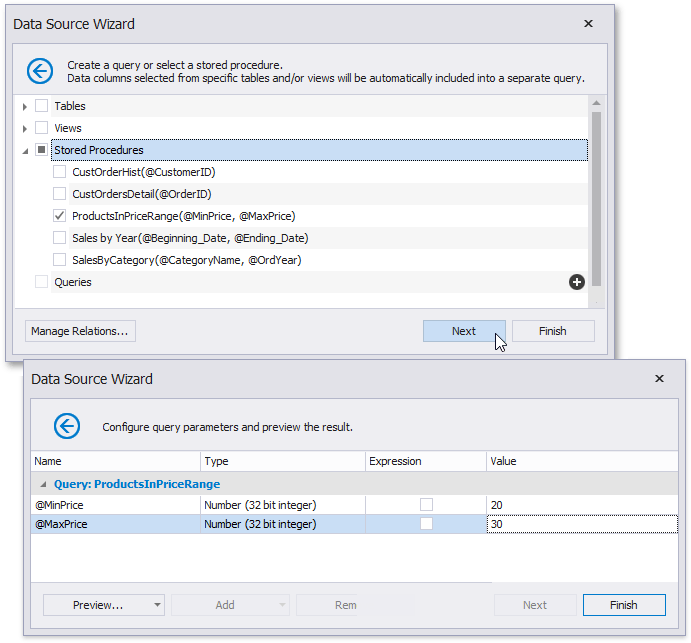 Data Source Wizard
Create a query or select a stored procedure.
Data columns selected from specific tables and/or views will be automatically included into a separate query.
Tables
Views
Stored Procedures
CustOrderHist(@CustomerID)
CustOrdersDetail(@OrderID)
ProductsInPriceRange(@MinPrice, @MaxPrice)
Sales by Year(@Beginning_Date, @Ending_Date)
SalesByCategory(@CategoryName, @OrdYear)
Queries
Manage Relations... Next Finish
Data Source Wizard
Configure query parameters and preview the result.
Name Type Expression Value
Query: ProductsInPriceRange
@MinPrice Number (32 bit integer) 20
@MaxPrice Number (32 bit integer) 30
Preview... Add Rem Next Finish